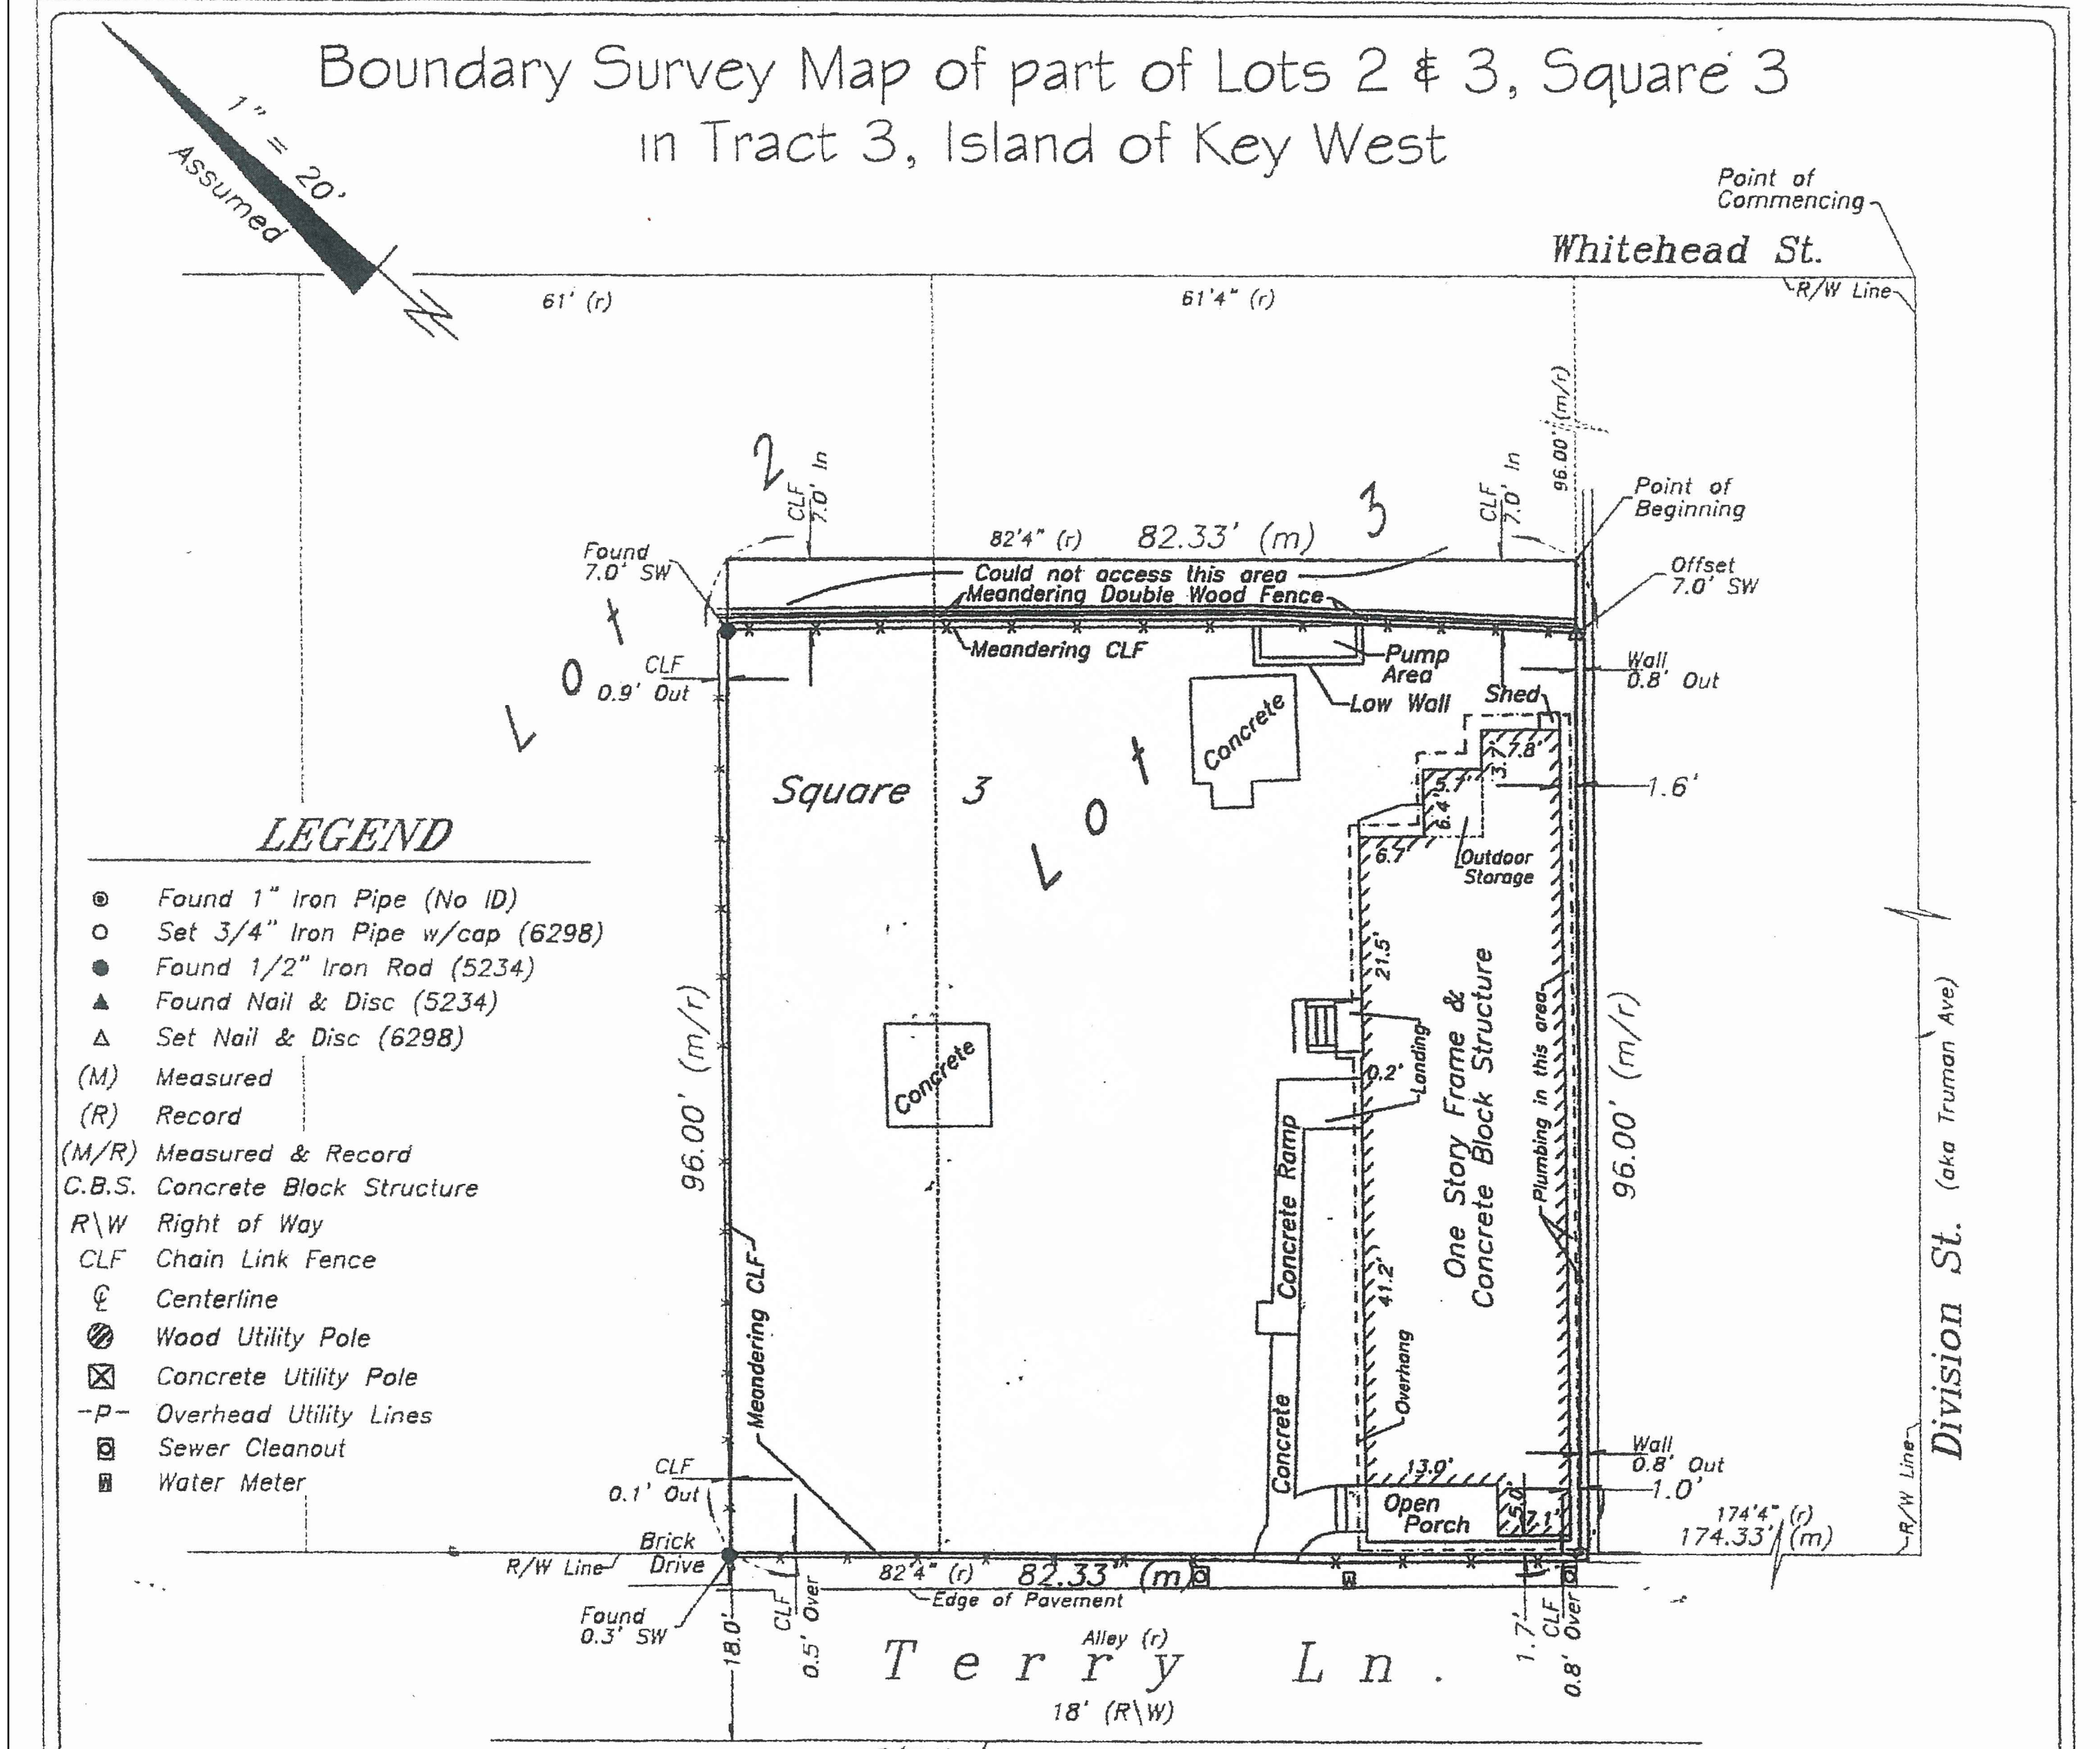 Boundary Survey Map of part of Lots 2 & 3, Square 3
in Tract 3, Island of Key West
1" = 20'
Assumed
N
Point of
Commencing
Whitehead St.
R/W Line
61' (r)
61'4" (r)
96.00' (m/r)
2
CLF
7.0' In
3
CLF
7.0' In
Point of
Beginning
82'4" (r)
82.33' (m)
Found
7.0' SW
Could not access this area
Meandering Double Wood Fence
Offset
7.0' SW
Meandering CLF
Pump
Area
Low Wall
CLF
0.9' Out
Wall
0.8' Out
Shed
Lot
Concrete
7.8'
3.7'
5.7'
6.4'
1.6'
Square 3
Lot
6.7'
Outdoor
Storage
LEGEND
Found 1" Iron Pipe (No ID)
Set 3/4" Iron Pipe w/cap (6298)
Found 1/2" Iron Rod (5234)
Found Nail & Disc (5234)
Set Nail & Disc (6298)
(M) Measured
(R) Record
(M/R) Measured & Record
C.B.S. Concrete Block Structure
R\W Right of Way
CLF Chain Link Fence
℄ Centerline
Wood Utility Pole
Concrete Utility Pole
-P- Overhead Utility Lines
Sewer Cleanout
Water Meter
96.00' (m/r)
Concrete
21.5'
Landing
0.2'
One Story Frame &
Concrete Block Structure
Plumbing in this area
96.00' (m/r)
Division St. (aka Truman Ave)
Concrete Ramp
41.2'
Overhang
Meandering CLF
Concrete
CLF
0.1' Out
13.0'
Open
Porch
5.0'
7.1'
Wall
0.8' Out
1.0'
174'4" (r)
174.33' (m)
R/W Line
Brick
Drive
R/W Line
82'4" (r)
82.33' (m)
Edge of Pavement
Found
0.3' SW
18.0'
CLF
0.5' Over
1.7'
CLF
0.8' Over
Alley (r)
Terry Ln.
18' (R\W)